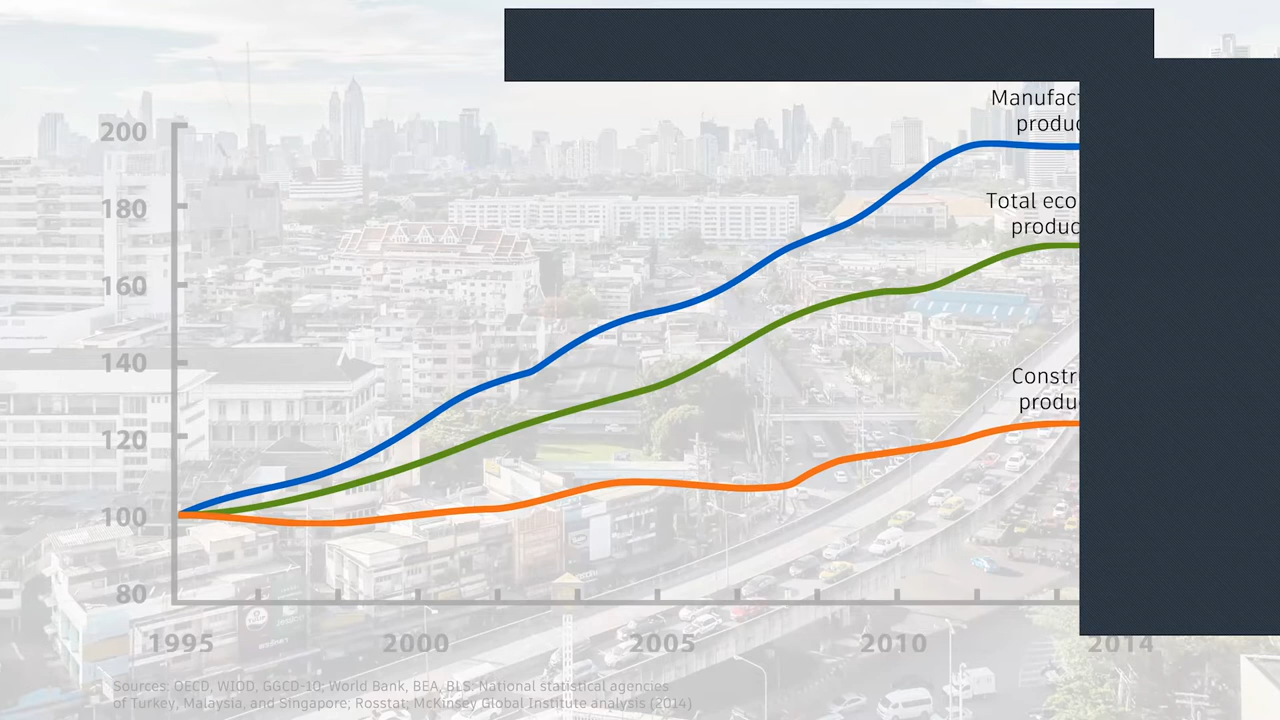 Manufact
produc
200
Total eco
produc
180
160
140
Constr
produ
120
100
80
1995 2000 2005 2010 2014
Sources: OECD, WIOD, GGCD-10; World Bank, BEA, BLS: National statistical agencies
of Turkey, Malaysia, and Singapore; Rosstat; McKinsey Global Institute analysis (2014)